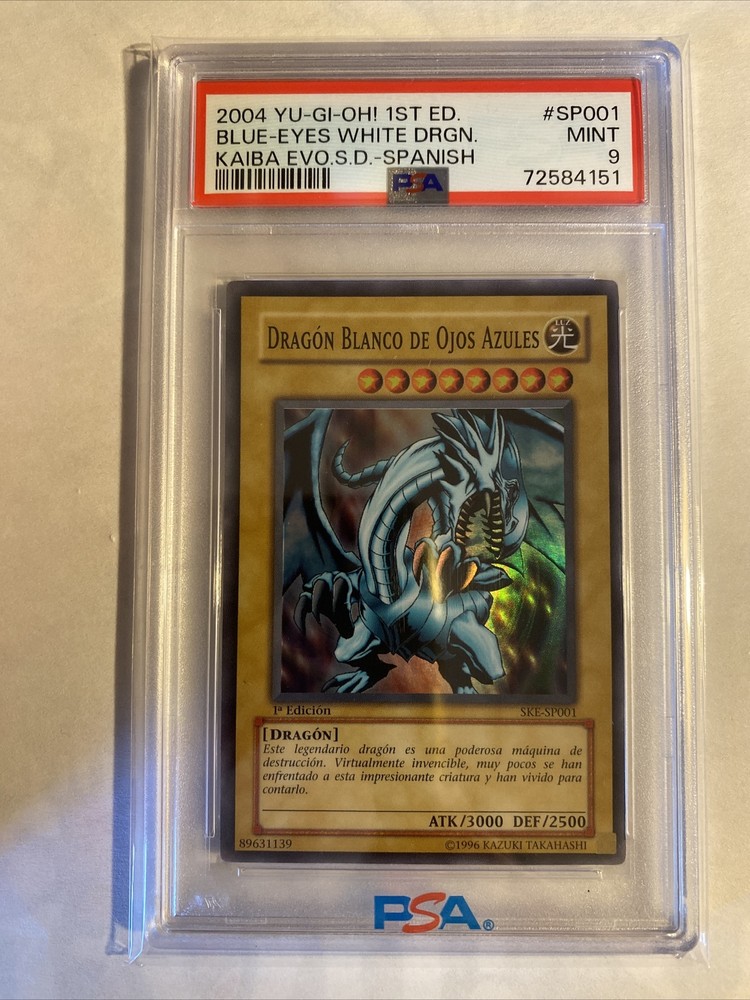 2004 YU-GI-OH! 1ST ED. #SP001
BLUE-EYES WHITE DRGN. MINT
KAIBA EVO.S.D.-SPANISH 9
PSA 72584151
DRAGÓN BLANCO DE OJOS AZULES 光
1ª Edición SKE-SP001
[DRAGÓN]
Este legendario dragón es una poderosa máquina de
destrucción. Virtualmente invencible, muy pocos se han
enfrentado a esta impresionante criatura y han vivido para
contarlo.
ATK/3000 DEF/2500
89631139 ©1996 KAZUKI TAKAHASHI
PSA®